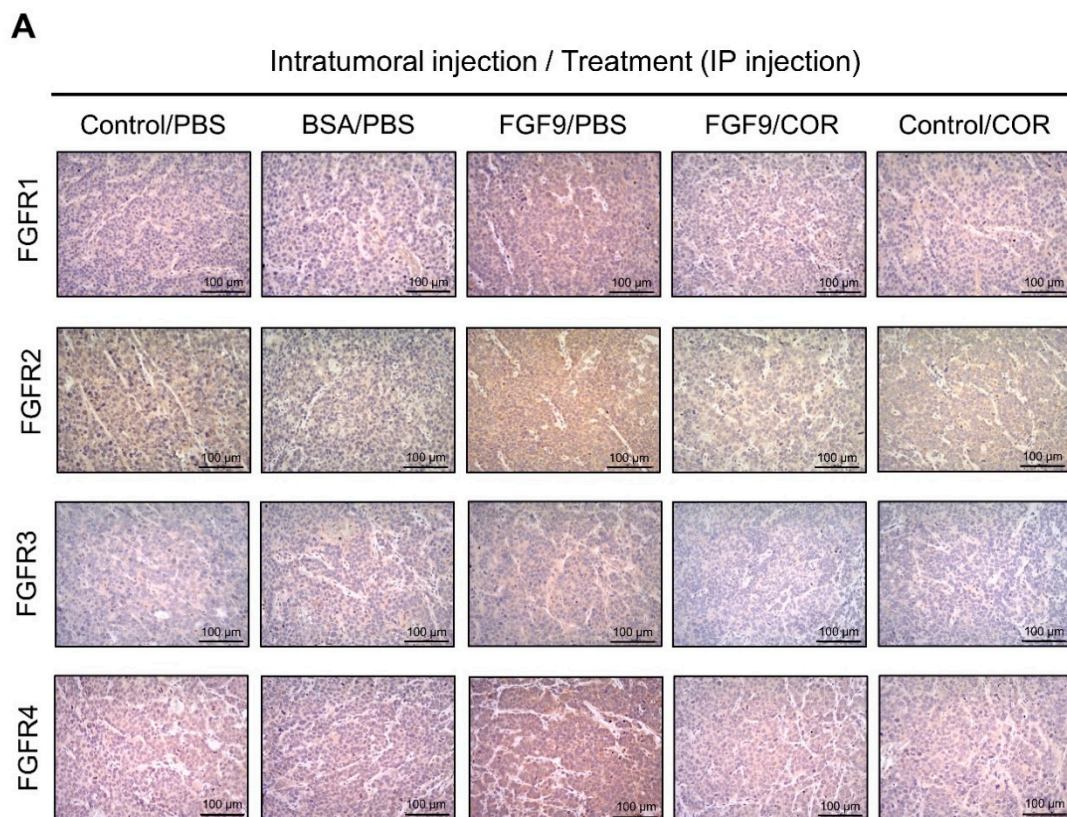 A
Intratumoral injection / Treatment (IP injection)
Control/PBS BSA/PBS FGF9/PBS FGF9/COR Control/COR
FGFR1
100 µm 100 µm 100 µm 100 µm 100 µm
FGFR2
100 µm 100 µm 100 µm 100 µm 100 µm
FGFR3
100 µm 100 µm 100 µm 100 µm 100 µm
FGFR4
100 µm 100 µm 100 µm 100 µm 100 µm